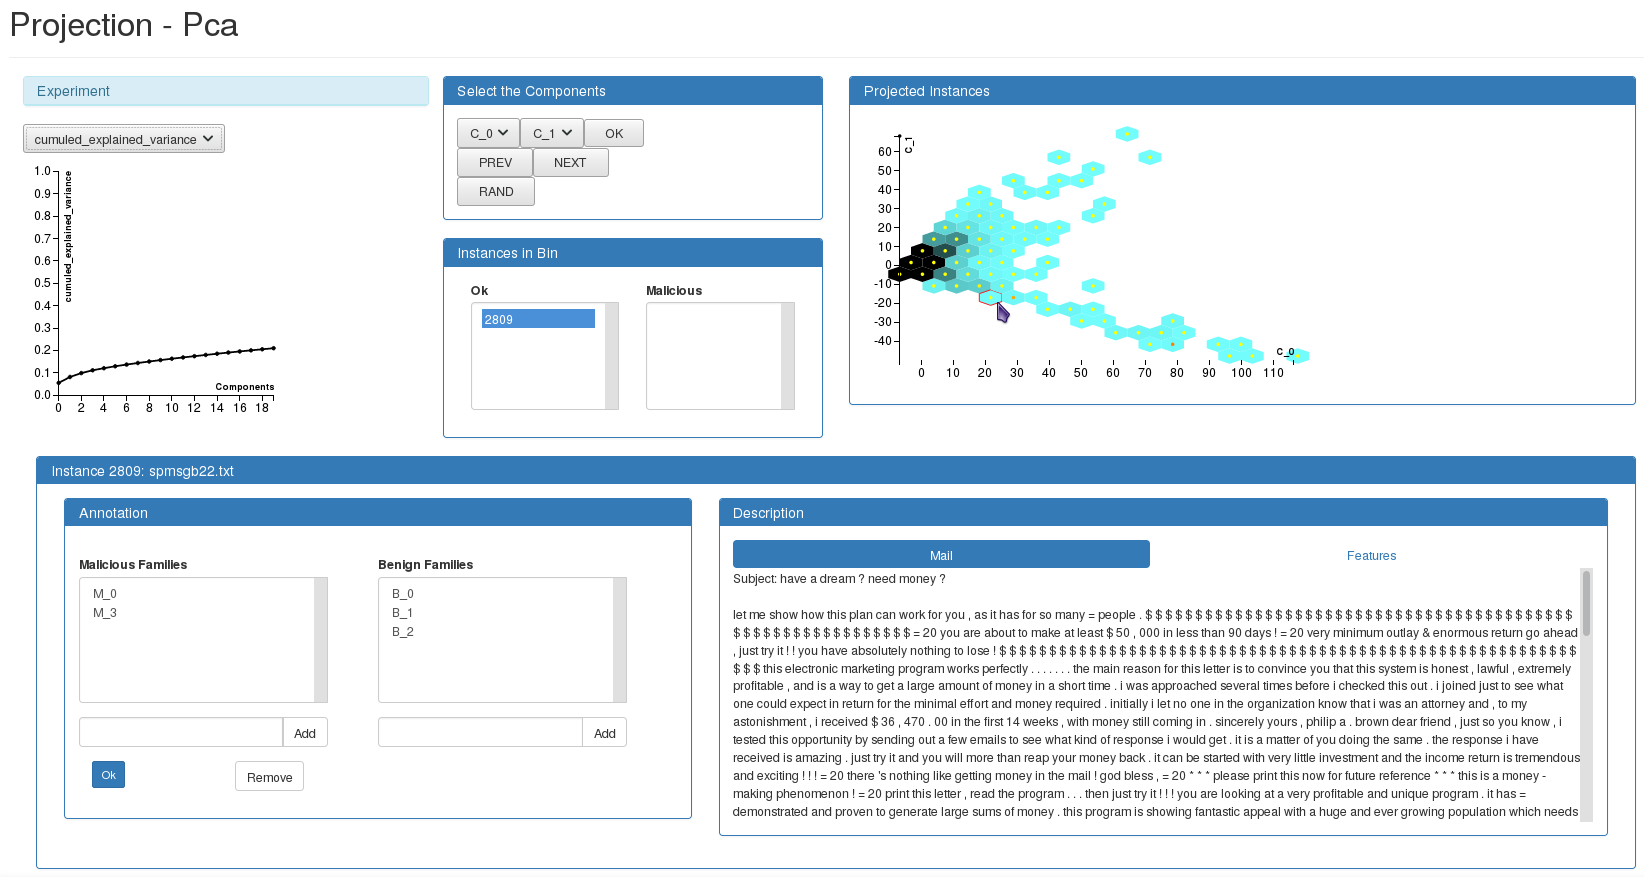 Projection - Pca
Experiment
cumuled_explained_variance
1.0
0.9
0.8
0.7
0.6
0.5
0.4
0.3
0.2
0.1
0.0
cumuled_explained_variance
Components
0 2 4 6 8 10 12 14 16 18
Select the Components
C_0 C_1 OK
PREV NEXT
RAND
Instances in Bin
Ok Malicious
2809
Projected Instances
C_1
60
50
40
30
20
10
0
-10
-20
-30
-40
C_0
0 10 20 30 40 50 60 70 80 90 100 110
Instance 2809: spmsgb22.txt
Annotation
Malicious Families
M_0
M_3
Add
Benign Families
B_0
B_1
B_2
Add
Ok Remove
Description
Mail Features
Subject: have a dream ? need money ?
let me show how this plan can work for you , as it has for so many = people . $ $ $ $ $ $ $ $ $ $ $ $ $ $ $ $ $ $ $ $ $ $ $ $ $ $ $ $ $ $ $ $ $ $ $ $ $ $ $ $ $ $ $
$ $ $ $ $ $ $ $ $ $ $ $ $ $ $ $ $ $ = 20 you are about to make at least $ 50 , 000 in less than 90 days ! = 20 very minimum outlay & enormous return go ahead
, just try it ! ! you have absolutely nothing to lose ! $ $ $ $ $ $ $ $ $ $ $ $ $ $ $ $ $ $ $ $ $ $ $ $ $ $ $ $ $ $ $ $ $ $ $ $ $ $ $ $ $ $ $ $ $ $ $ $ $ $ $ $ $ $ $ $ $ $
$ $ $ this electronic marketing program works perfectly . . . . . . . the main reason for this letter is to convince you that this system is honest , lawful , extremely
profitable , and is a way to get a large amount of money in a short time . i was approached several times before i checked this out . i joined just to see what
one could expect in return for the minimal effort and money required . initially i let no one in the organization know that i was an attorney and , to my
astonishment , i received $ 36 , 470 . 00 in the first 14 weeks , with money still coming in . sincerely yours , philip a . brown dear friend , just so you know , i
tested this opportunity by sending out a few emails to see what kind of response i would get . it is a matter of you doing the same . the response i have
received is amazing . just try it and you will more than reap your money back . it can be started with very little investment and the income return is tremendous
and exciting ! ! ! = 20 there 's nothing like getting money in the mail ! god bless , = 20 * * * please print this now for future reference * * * this is a money -
making phenomenon ! = 20 print this letter , read the program . . . then just try it ! ! ! you are looking at a very profitable and unique program . it has =
demonstrated and proven to generate large sums of money . this program is showing fantastic appeal with a huge and ever growing population which needs